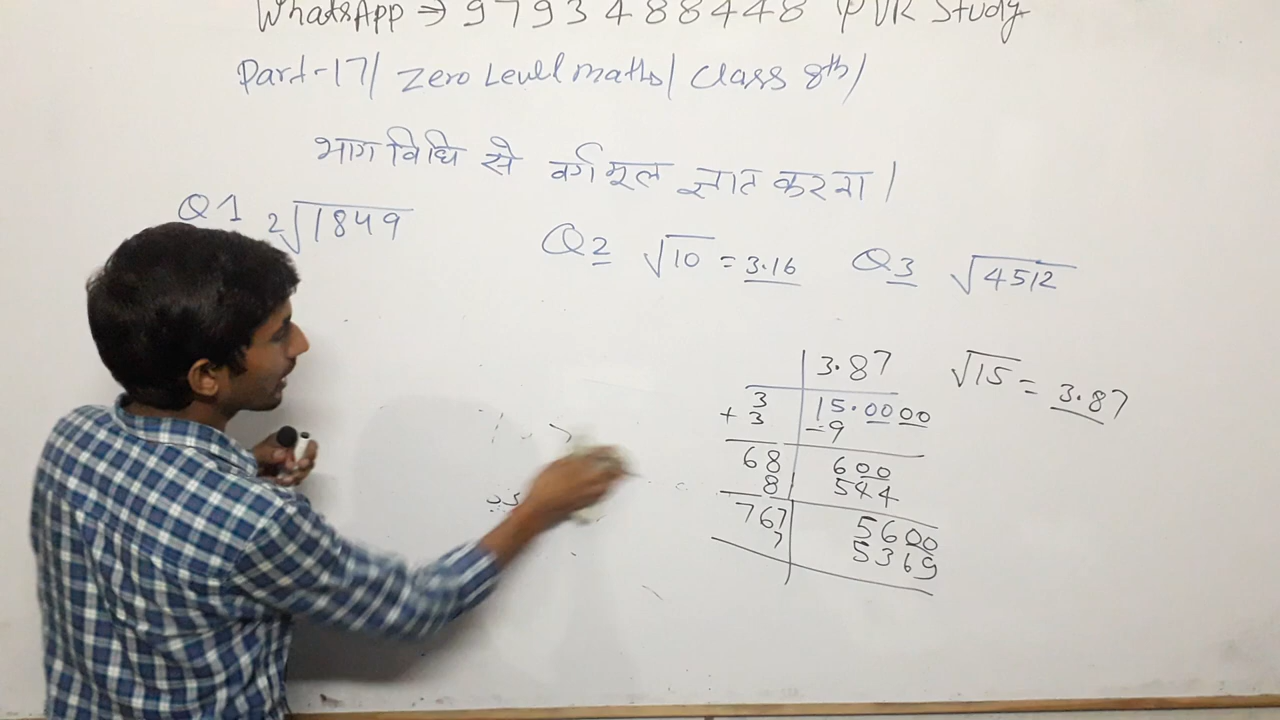 WhatsApp → 9793488448 PVR Study
Part-17/ Zero Level maths/ Class 8th/
भाग विधि से वर्गमूल ज्ञात करना।
Q1 2√1849
Q2 √10 = 3.16
Q3 √4512
3.87
3 15.0000
+3 -9
68 600
8 544
767 5600
7 5369
√15 = 3.87